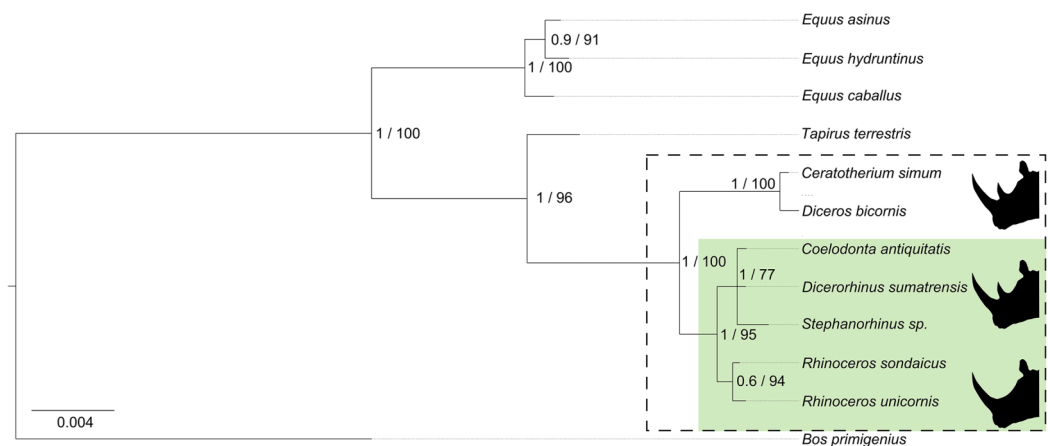 Equus asinus
0.9 / 91
Equus hydruntinus
1 / 100
Equus caballus
1 / 100
Tapirus terrestris
Ceratotherium simum
1 / 100
1 / 96
Diceros bicornis
Coelodonta antiquitatis
1 / 100
1 / 77
Dicerorhinus sumatrensis
Stephanorhinus sp.
1 / 95
Rhinoceros sondaicus
0.6 / 94
Rhinoceros unicornis
0.004
Bos primigenius